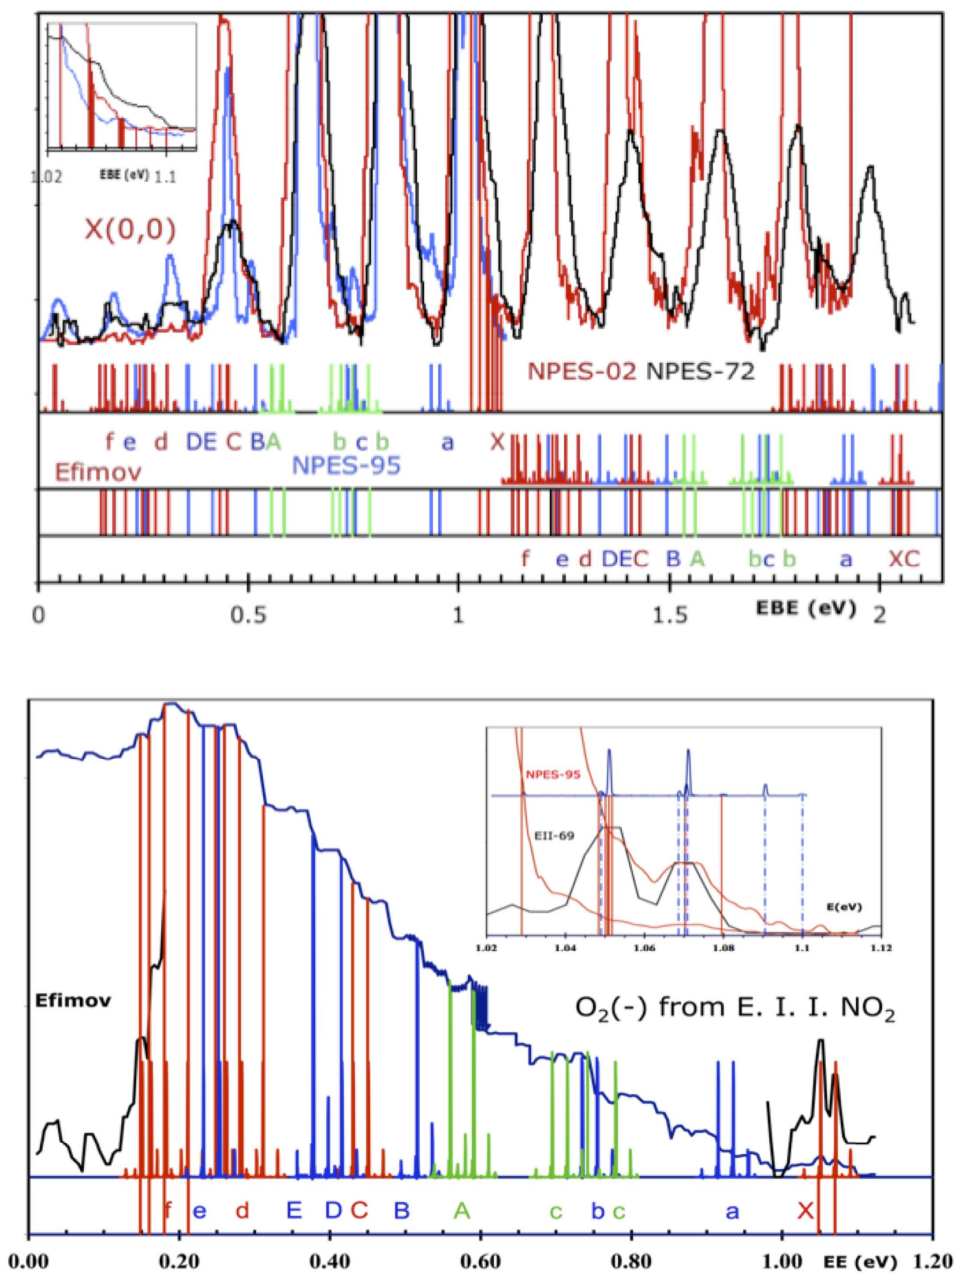 1.02 EBE (eV) 1.1
X(0,0)
NPES-02 NPES-72
f e d DE C B A b c b a X
Efimov NPES-95
f e d DE C B A b c b a X C
0 0.5 1 1.5 EBE (eV) 2
NPES-95
EII-69
E(eV)
1.02 1.04 1.06 1.08 1.1 1.12
Efimov
O2(-) from E. I. I. NO2
f e d E D C B A c b c a X
0.00 0.20 0.40 0.60 0.80 1.00 EE (eV) 1.20